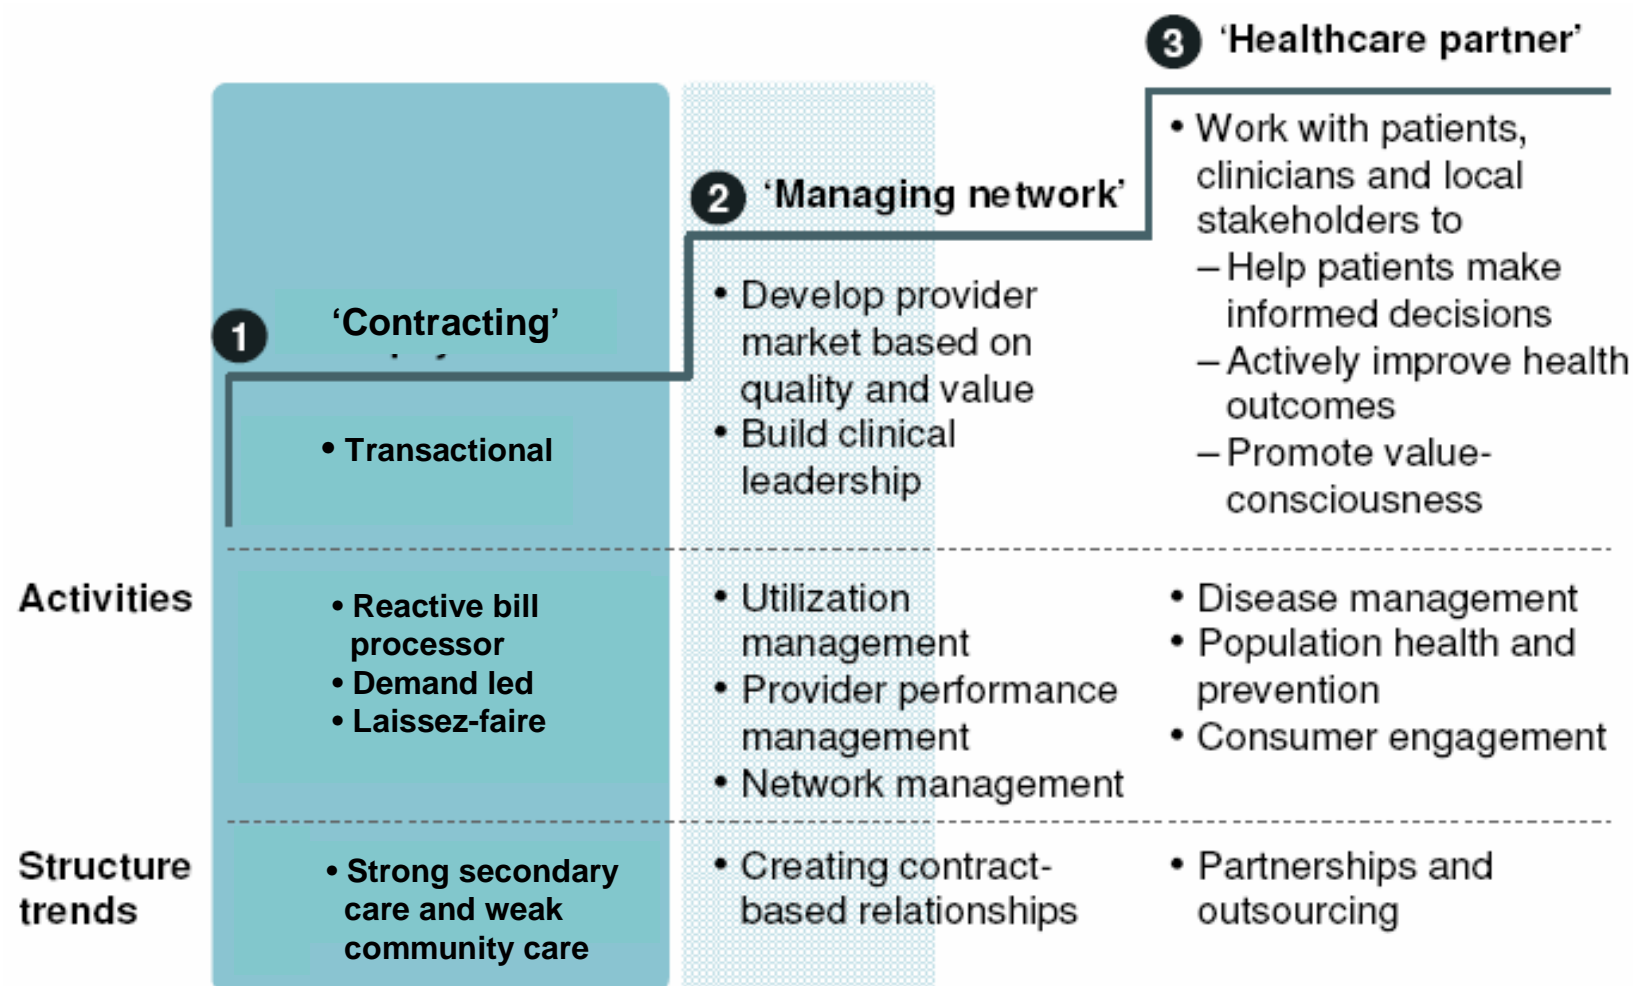 3 ‘Healthcare partner’
• Work with patients,
clinicians and local
stakeholders to
– Help patients make
informed decisions
– Actively improve health
outcomes
– Promote value-
consciousness
2 ‘Managing network’
• Develop provider
market based on
quality and value
• Build clinical
leadership
1 ‘Contracting’
• Transactional
Activities
• Reactive bill
processor
• Demand led
• Laissez-faire
• Utilization
management
• Provider performance
management
• Network management
• Disease management
• Population health and
prevention
• Consumer engagement
Structure
trends
• Strong secondary
care and weak
community care
• Creating contract-
based relationships
• Partnerships and
outsourcing